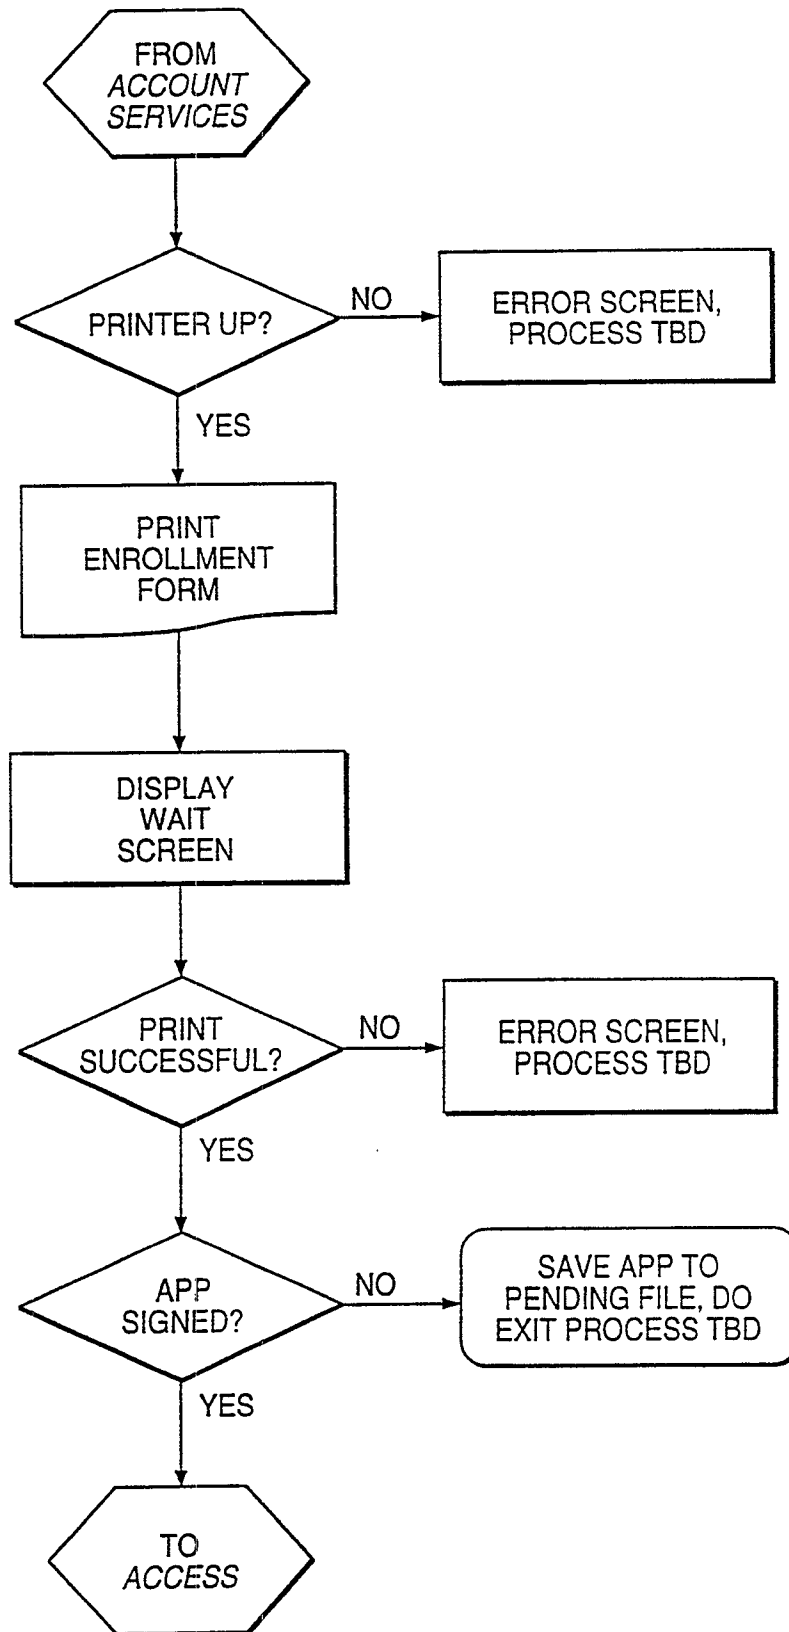 FROM
ACCOUNT
SERVICES
PRINTER UP?
NO
ERROR SCREEN,
PROCESS TBD
YES
PRINT
ENROLLMENT
FORM
DISPLAY
WAIT
SCREEN
PRINT
SUCCESSFUL?
NO
ERROR SCREEN,
PROCESS TBD
YES
APP
SIGNED?
NO
SAVE APP TO
PENDING FILE, DO
EXIT PROCESS TBD
YES
TO
ACCESS